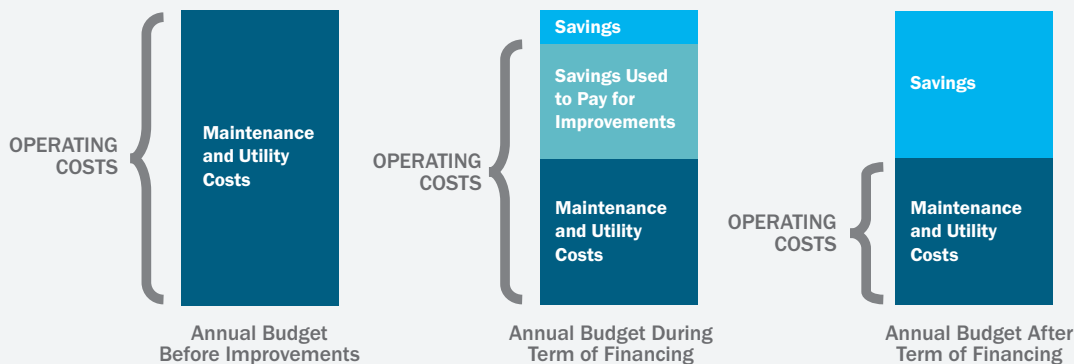 OPERATING
COSTS
Maintenance
and Utility
Costs
Annual Budget
Before Improvements
OPERATING
COSTS
Savings
Savings Used
to Pay for
Improvements
Maintenance
and Utility
Costs
Annual Budget During
Term of Financing
OPERATING
COSTS
Savings
Maintenance
and Utility
Costs
Annual Budget After
Term of Financing